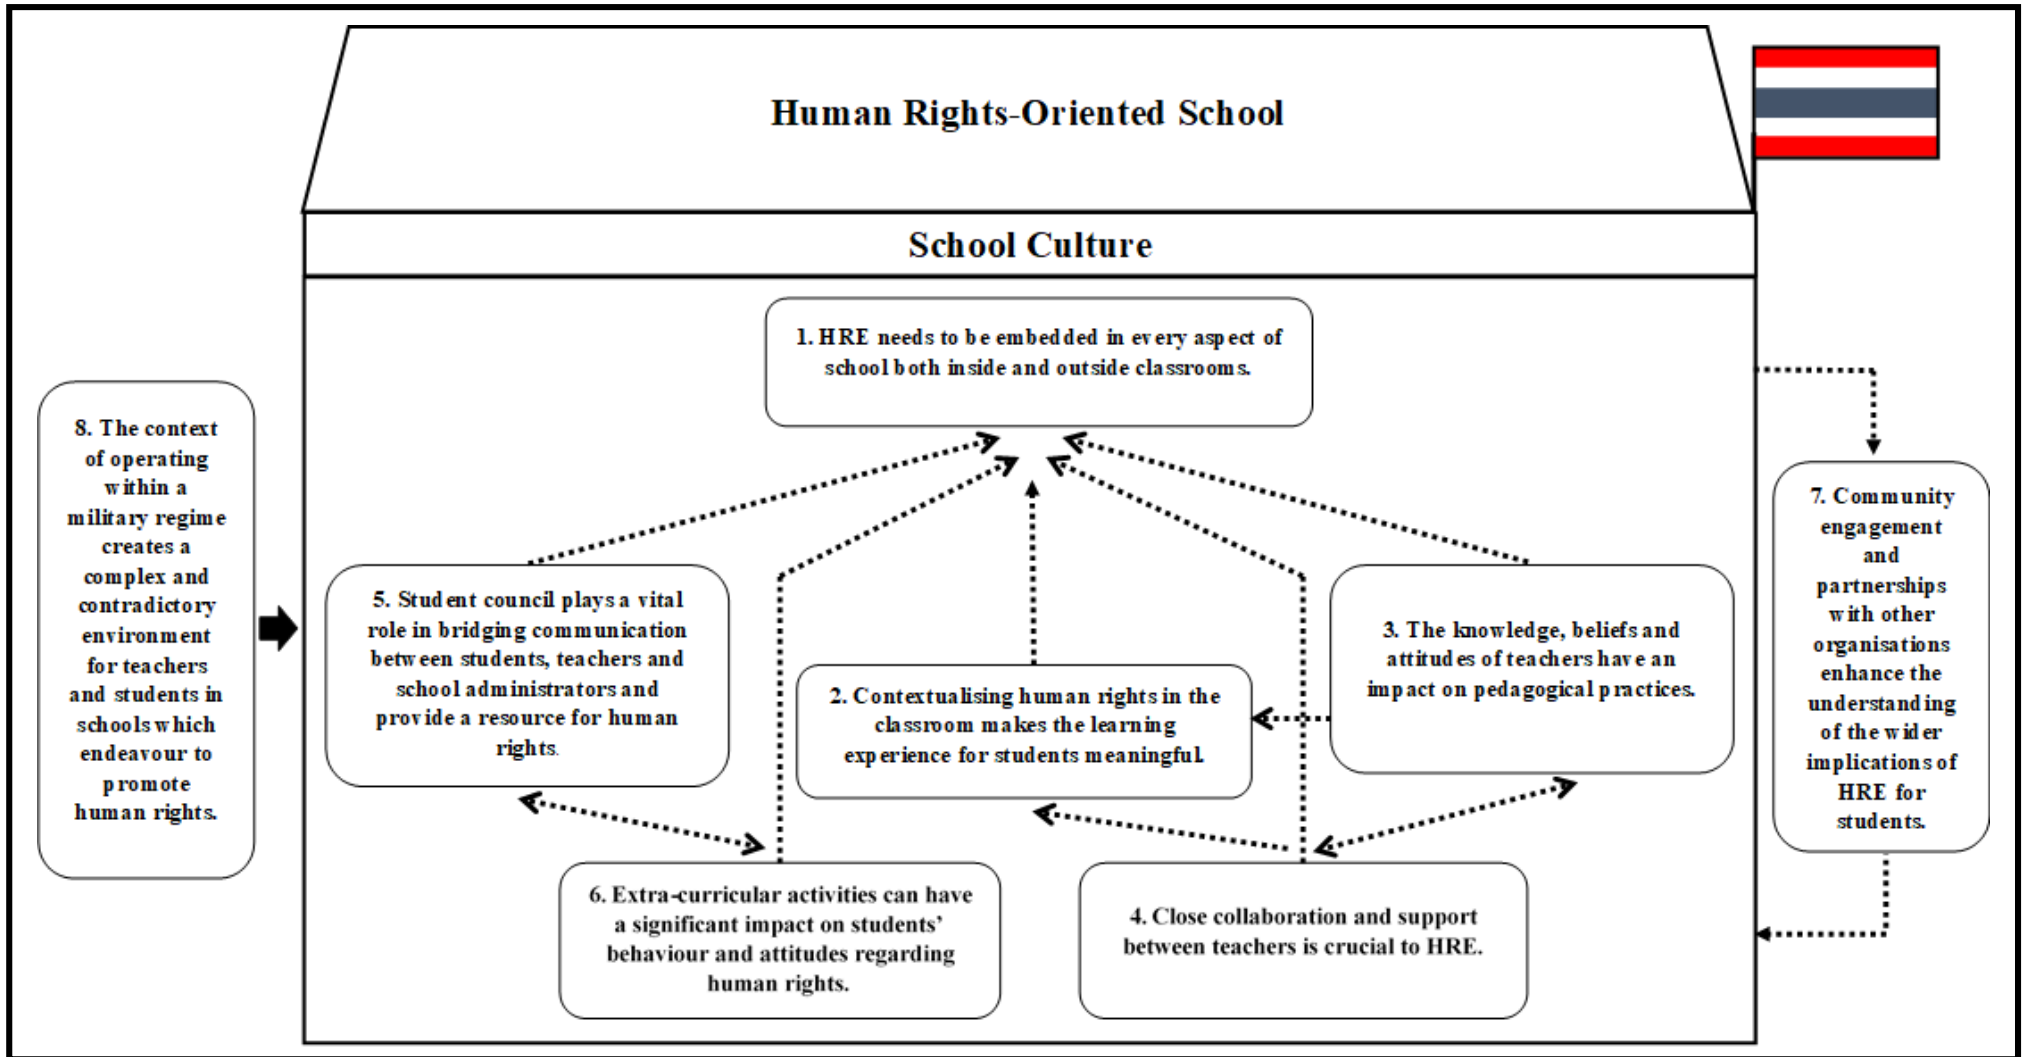 Human Rights-Oriented School
School Culture
1. HRE needs to be embedded in every aspect of
school both inside and outside classrooms.
8. The context
of operating
within a
military regime
creates a
complex and
contradictory
environment
for teachers
and students in
schools which
endeavour to
promote
human rights.
5. Student council plays a vital
role in bridging communication
between students, teachers and
school administrators and
provide a resource for human
rights.
2. Contextualising human rights in the
classroom makes the learning
experience for students meaningful.
3. The knowledge, beliefs and
attitudes of teachers have an
impact on pedagogical practices.
7. Community
engagement
and
partnerships
with other
organisations
enhance the
understanding
of the wider
implications of
HRE for
students.
6. Extra-curricular activities can have
a significant impact on students’
behaviour and attitudes regarding
human rights.
4. Close collaboration and support
between teachers is crucial to HRE.